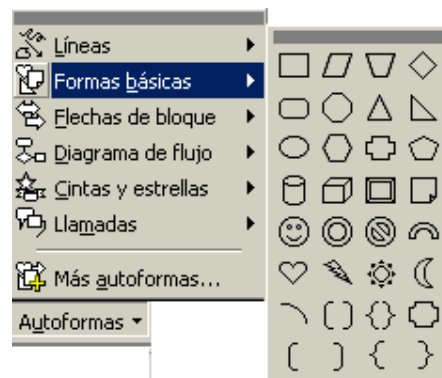 Líneas
Formas básicas
Flechas de bloque
Diagrama de flujo
Cintas y estrellas
Llamadas
Más autoformas...
Autoformas